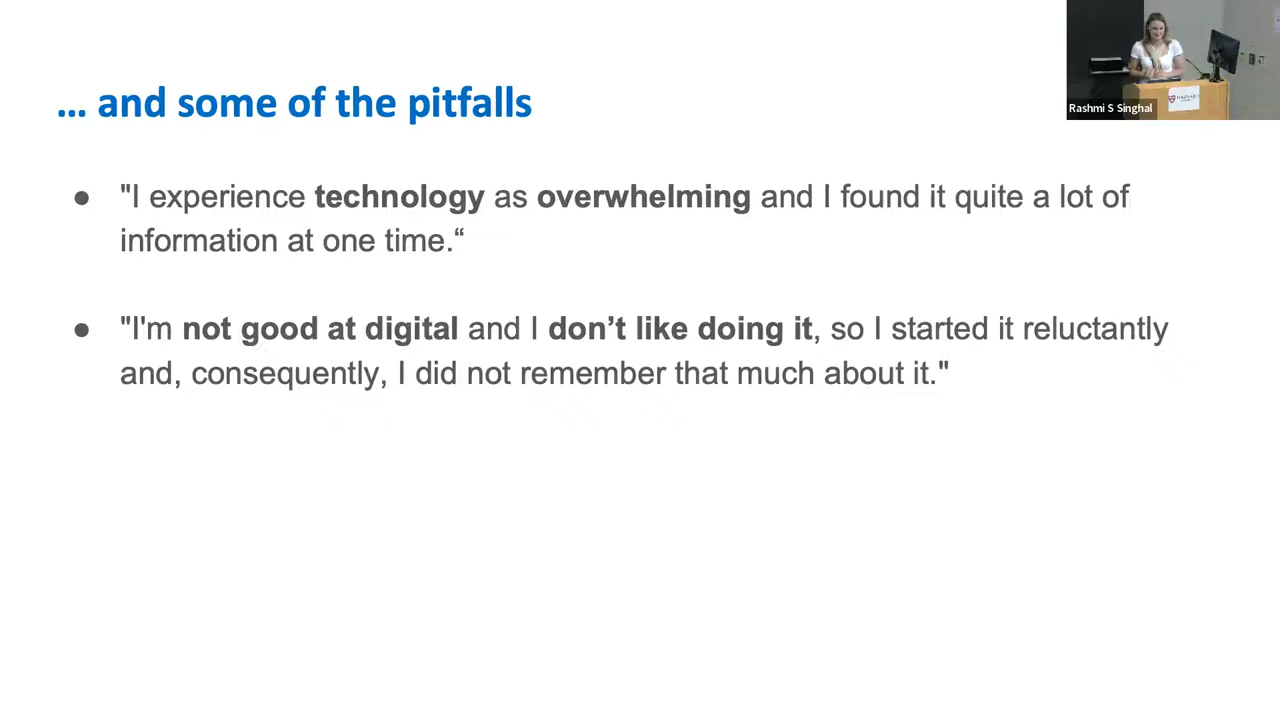 ... and some of the pitfalls
Rashmi S Singhal
● "I experience technology as overwhelming and I found it quite a lot of
information at one time.“
● "I'm not good at digital and I don’t like doing it, so I started it reluctantly
and, consequently, I did not remember that much about it."